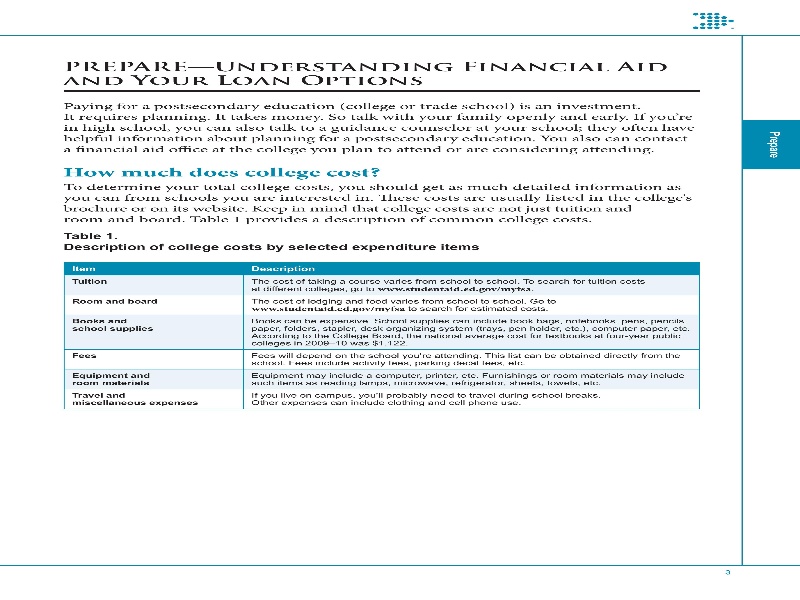 PREPARE—UNDERSTANDING FINANCIAL AID
AND YOUR LOAN OPTIONS
Paying for a postsecondary education (college or trade school) is an investment.
It requires planning. It takes money. So talk with your family openly and early. If you're
in high school, you can also talk to a guidance counselor at your school; they often have
helpful information about planning for a postsecondary education. You also can contact
a financial aid office at the college you plan to attend or are considering attending.
How much does college cost?
To determine your total college costs, you should get as much detailed information as
you can from schools you are interested in. These costs are usually listed in the college's
brochure or on its website. Keep in mind that college costs are not just tuition and
room and board. Table 1 provides a description of common college costs.
Table 1.
Description of college costs by selected expenditure items
Item Description
Tuition The cost of taking a course varies from school to school. To search for tuition costs
at different colleges, go to www.studentaid.ed.gov/myfsa.
Room and board The cost of lodging and food varies from school to school. Go to
www.studentaid.ed.gov/myfsa to search for estimated costs.
Books and
school supplies
Books can be expensive. School supplies can include book bags, notebooks, pens, pencils,
paper, folders, stapler, desk organizing system (trays, pen holder, etc.), computer paper, etc.
According to the College Board, the national average cost for textbooks at four-year public
colleges in 2009–10 was $1,122.
Fees Fees will depend on the school you're attending. This list can be obtained directly from the
school. Fees include activity fees, parking decal fees, etc.
Equipment and
room materials
Equipment may include a computer, printer, etc. Furnishings or room materials may include
such items as reading lamps, microwave, refrigerator, sheets, towels, etc.
Travel and
miscellaneous expenses
If you live on campus, you'll probably need to travel during school breaks.
Other expenses can include clothing and cell phone use.
Prepare
3